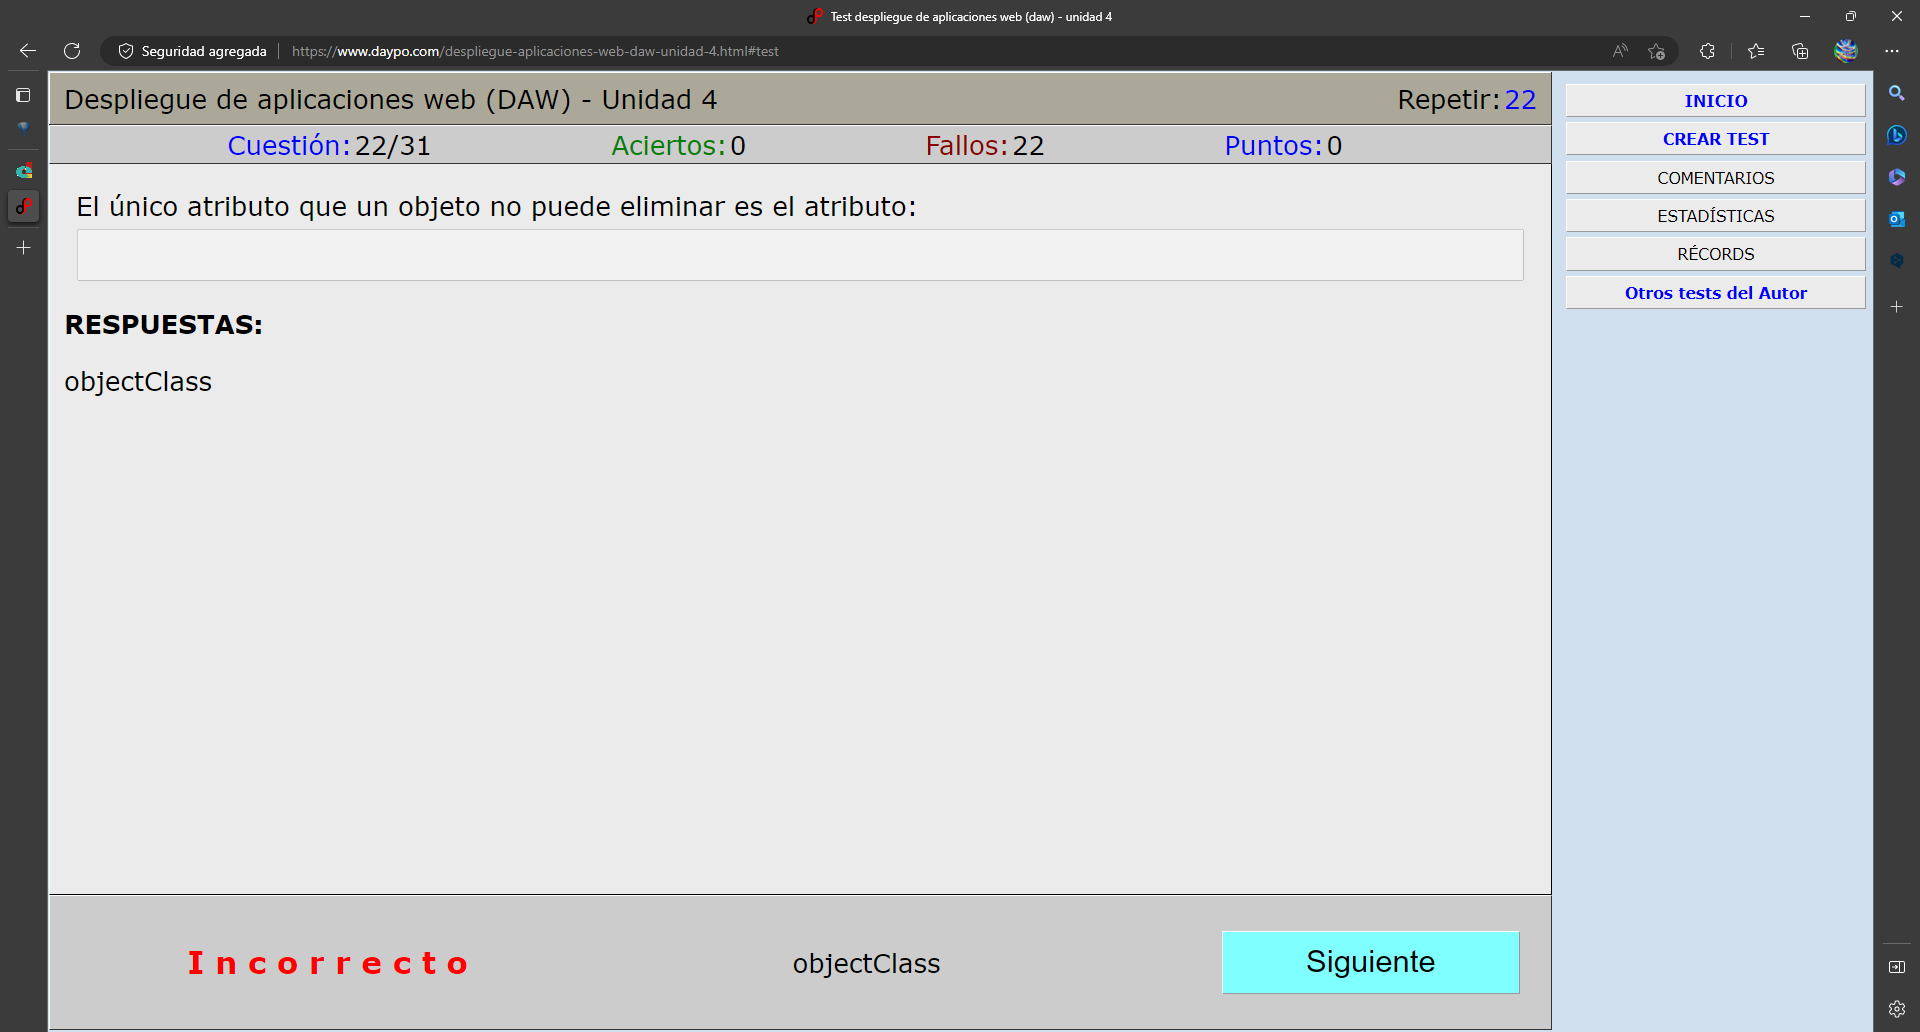 Test despliegue de aplicaciones web (daw) - unidad 4
Seguridad agregada
https://www.daypo.com/despliegue-aplicaciones-web-daw-unidad-4.html#test
Despliegue de aplicaciones web (DAW) - Unidad 4
Repetir: 22
Cuestión: 22/31
Aciertos: 0
Fallos: 22
Puntos: 0
El único atributo que un objeto no puede eliminar es el atributo:
RESPUESTAS:
objectClass
Incorrecto
objectClass
Siguiente
INICIO
CREAR TEST
COMENTARIOS
ESTADÍSTICAS
RÉCORDS
Otros tests del Autor